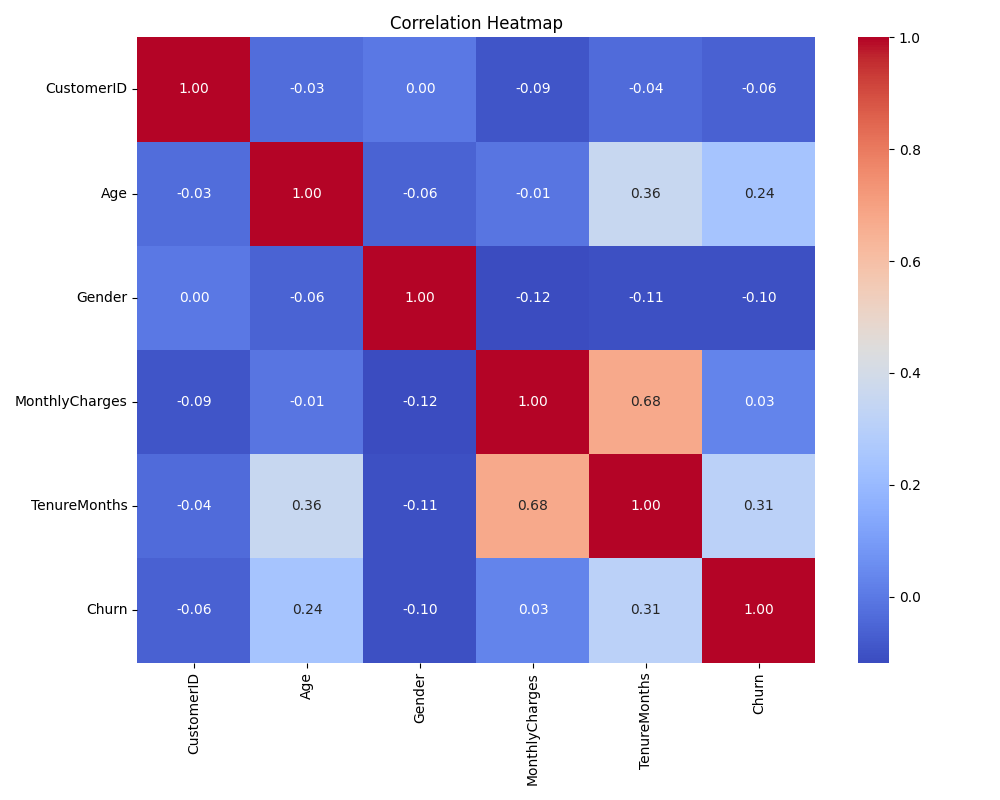 Correlation Heatmap
CustomerID 1.00 -0.03 0.00 -0.09 -0.04 -0.06
Age -0.03 1.00 -0.06 -0.01 0.36 0.24
Gender 0.00 -0.06 1.00 -0.12 -0.11 -0.10
MonthlyCharges -0.09 -0.01 -0.12 1.00 0.68 0.03
TenureMonths -0.04 0.36 -0.11 0.68 1.00 0.31
Churn -0.06 0.24 -0.10 0.03 0.31 1.00
CustomerID Age Gender MonthlyCharges TenureMonths Churn
1.0
0.8
0.6
0.4
0.2
0.0